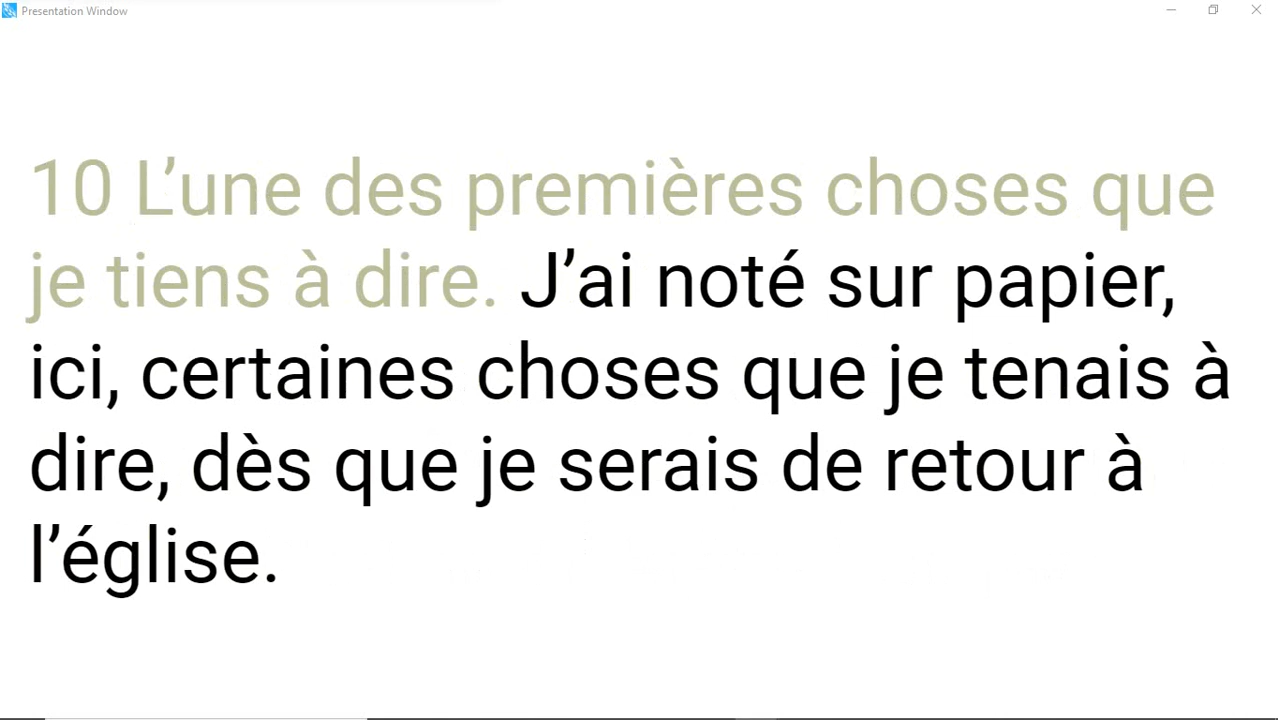 Presentation Window
10 L’une des premières choses que
je tiens à dire. J’ai noté sur papier,
ici, certaines choses que je tenais à
dire, dès que je serais de retour à
l’église.